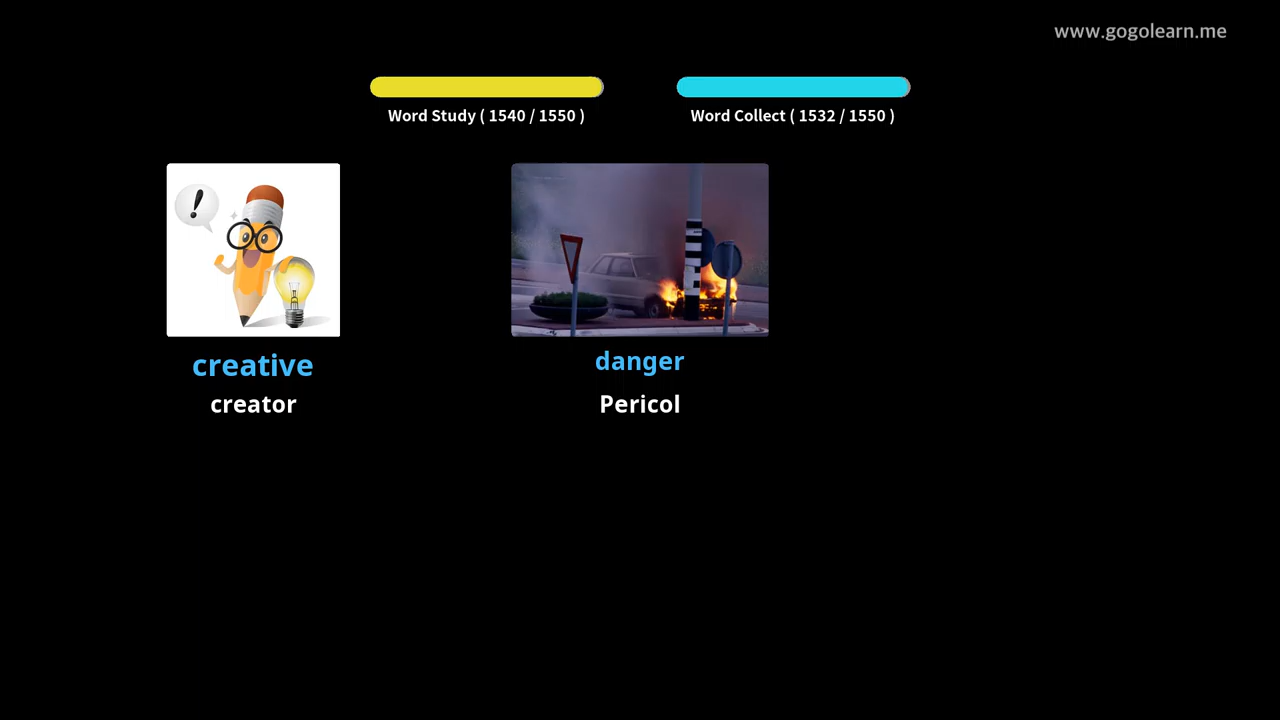 www.gogolearn.me
Word Study ( 1540 / 1550 )
Word Collect ( 1532 / 1550 )
!
creative
creator
danger
Pericol